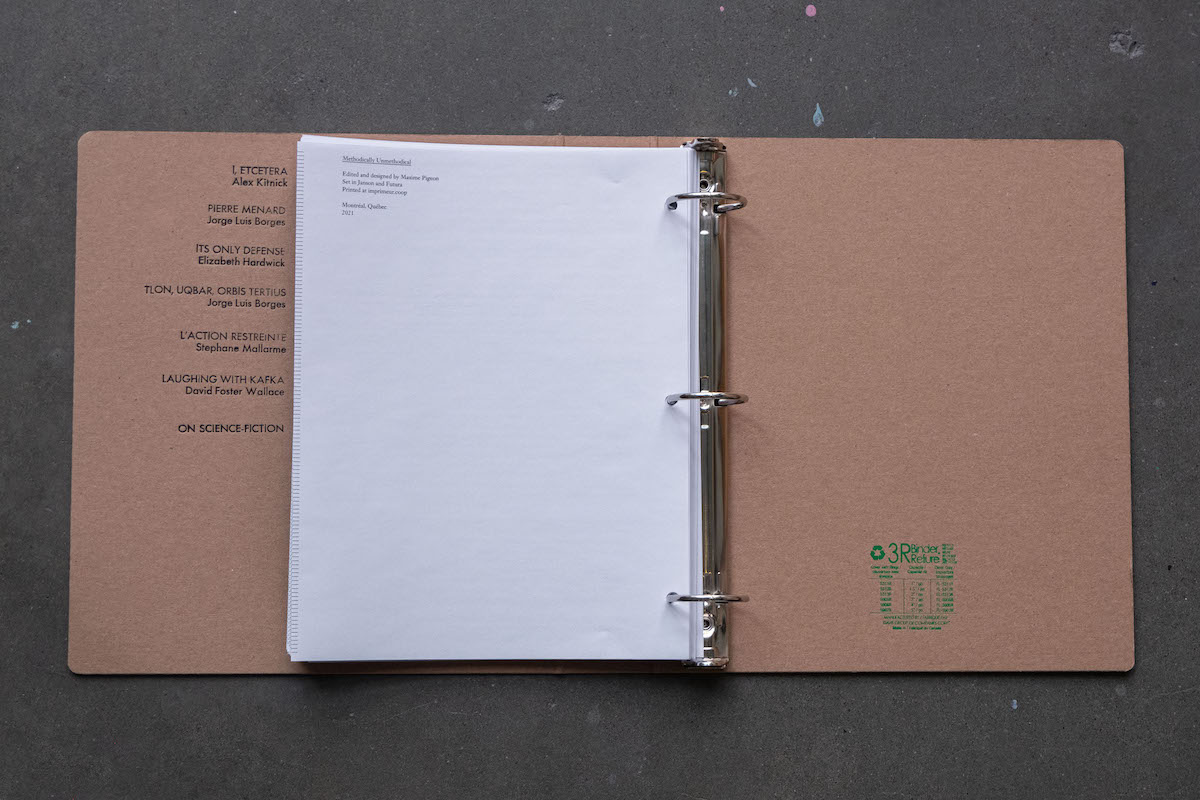 I, ETCETERA
Alex Kitnick
PIERRE MENARD
Jorge Luis Borges
ITS ONLY DEFENSE
Elizabeth Hardwick
TLON, UQBAR, ORBIS TERTIUS
Jorge Luis Borges
L'ACTION RESTREINTE
Stephane Mallarme
LAUGHING WITH KAFKA
David Foster Wallace
ON SCIENCE-FICTION
Methodically Unmethodical
Edited and designed by Maxime Pigeon
Set in Janson and Futura
Printed at imprimerie.coop
Montréal, Québec
2021
3R Binder
Reliure